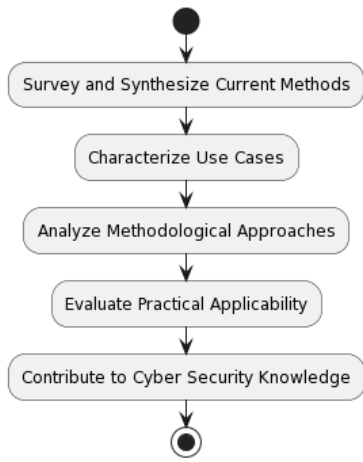 Survey and Synthesize Current Methods
Characterize Use Cases
Analyze Methodological Approaches
Evaluate Practical Applicability
Contribute to Cyber Security Knowledge